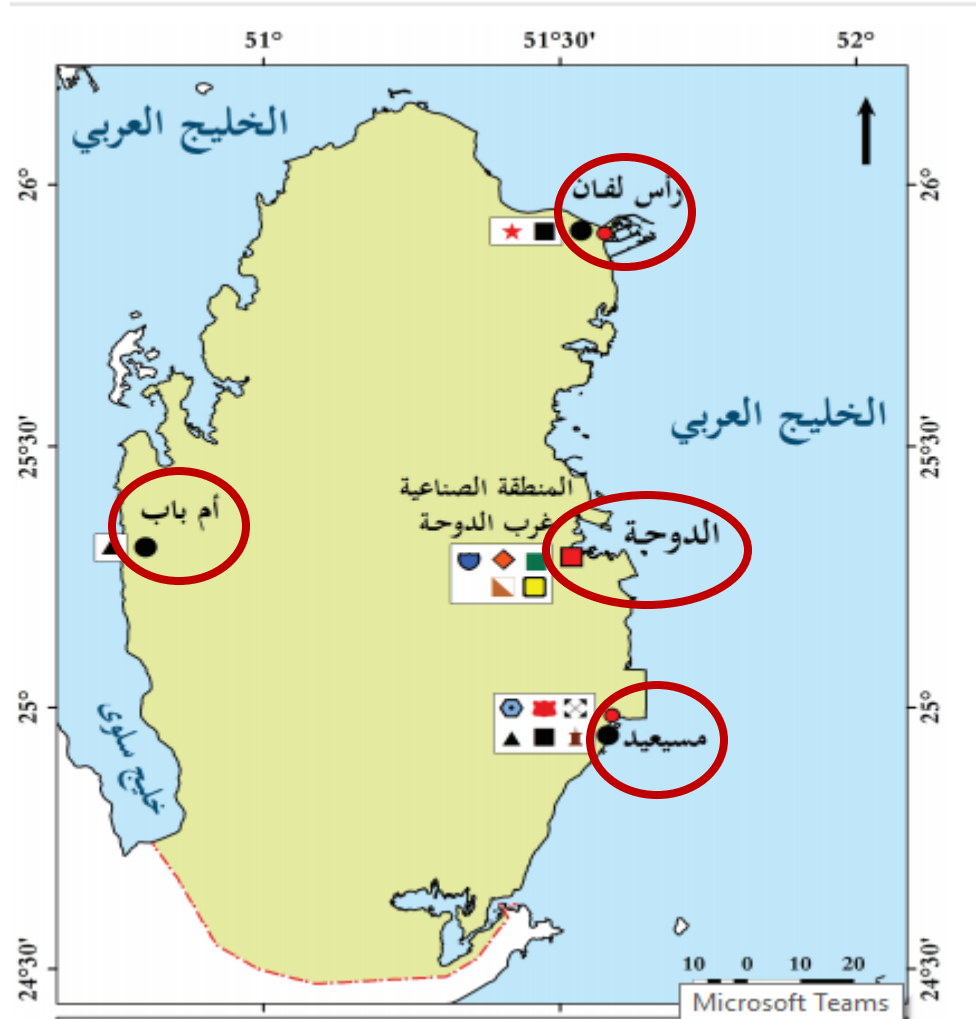 51° 51°30' 52°
الخليج العربي
26° 26°
رأس لفان
الخليج العربي
25°30' 25°30'
المنطقة الصناعية
أم باب
غرب الدوحة
الدوحة
25° 25°
خليج سلوى
مسيعيد
24°30' 24°30'
10 0 10 20
Microsoft Teams